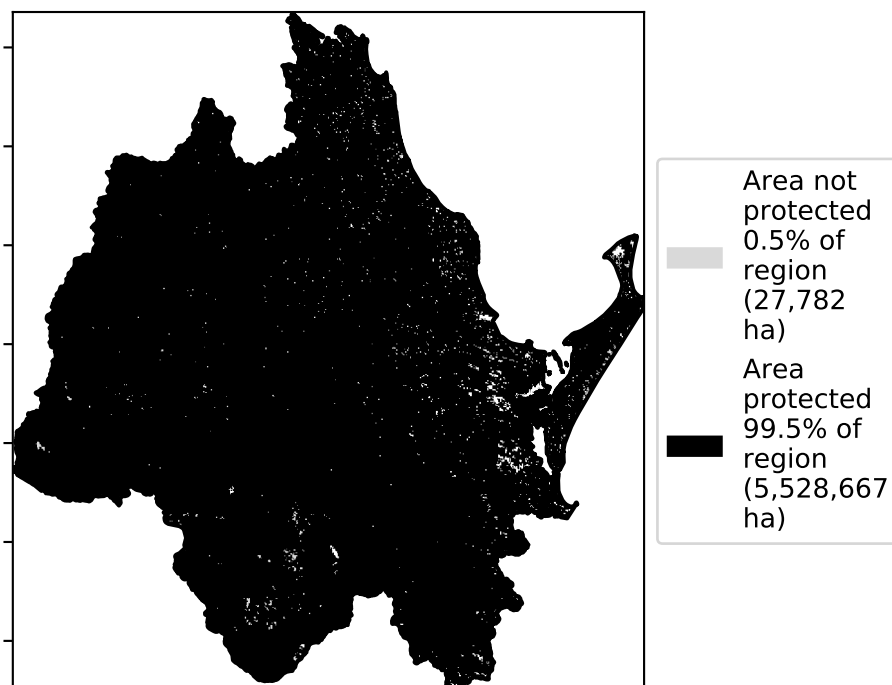 Area not
protected
0.5% of
region
(27,782
ha)
Area
protected
99.5% of
region
(5,528,667
ha)